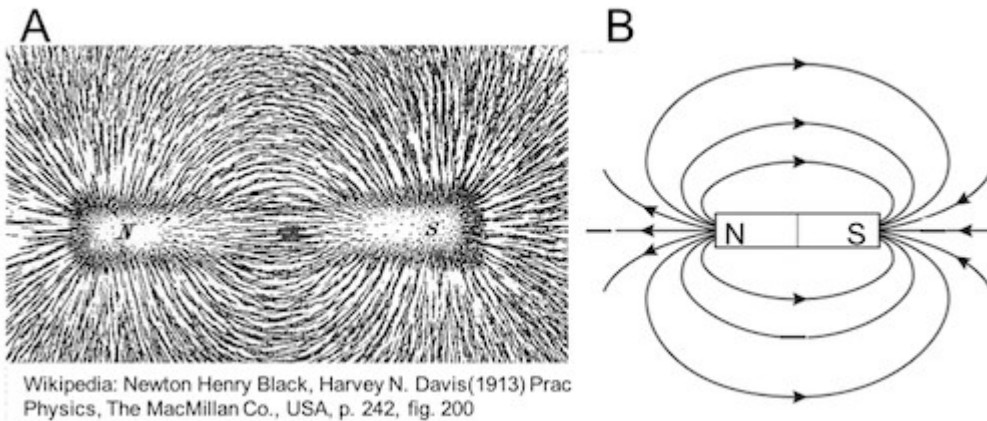 A
B
N
S
N
S
Wikipedia: Newton Henry Black, Harvey N. Davis(1913) Prac
Physics, The MacMillan Co., USA, p. 242, fig. 200